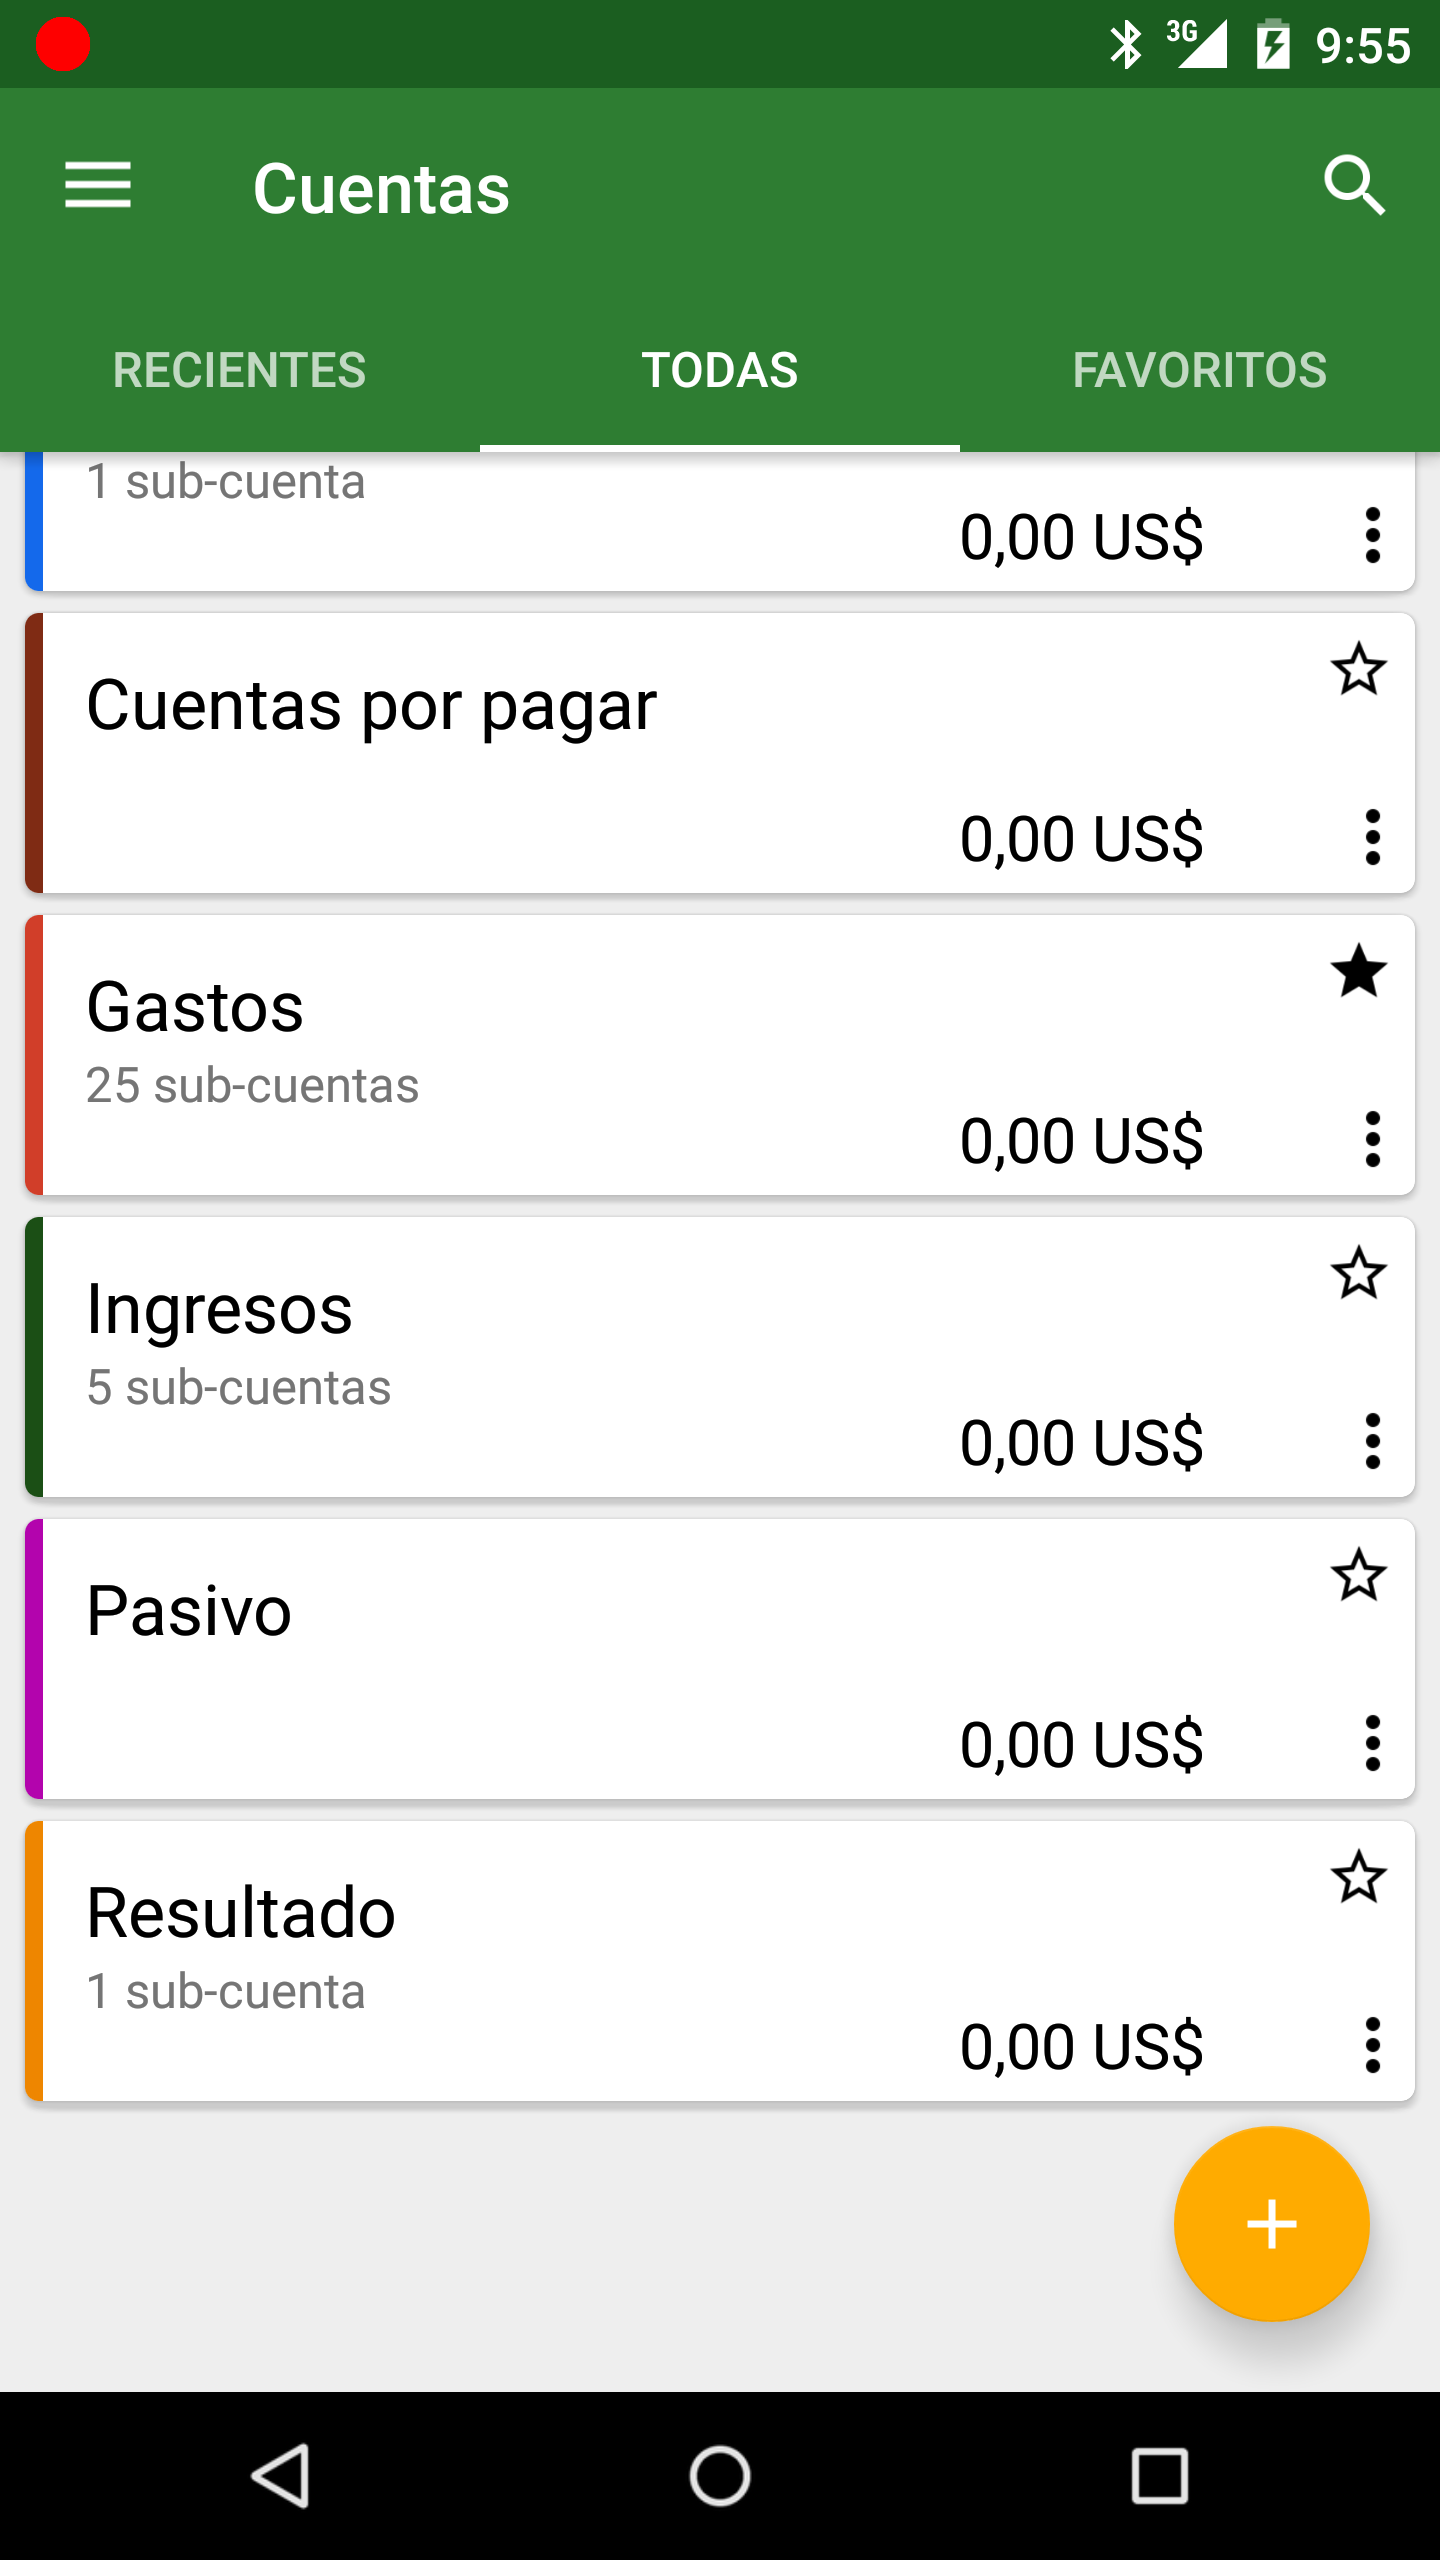 3G 9:55
Cuentas
RECIENTES TODAS FAVORITOS
1 sub-cuenta
0,00 US$
Cuentas por pagar
0,00 US$
Gastos
25 sub-cuentas
0,00 US$
Ingresos
5 sub-cuentas
0,00 US$
Pasivo
0,00 US$
Resultado
1 sub-cuenta
0,00 US$